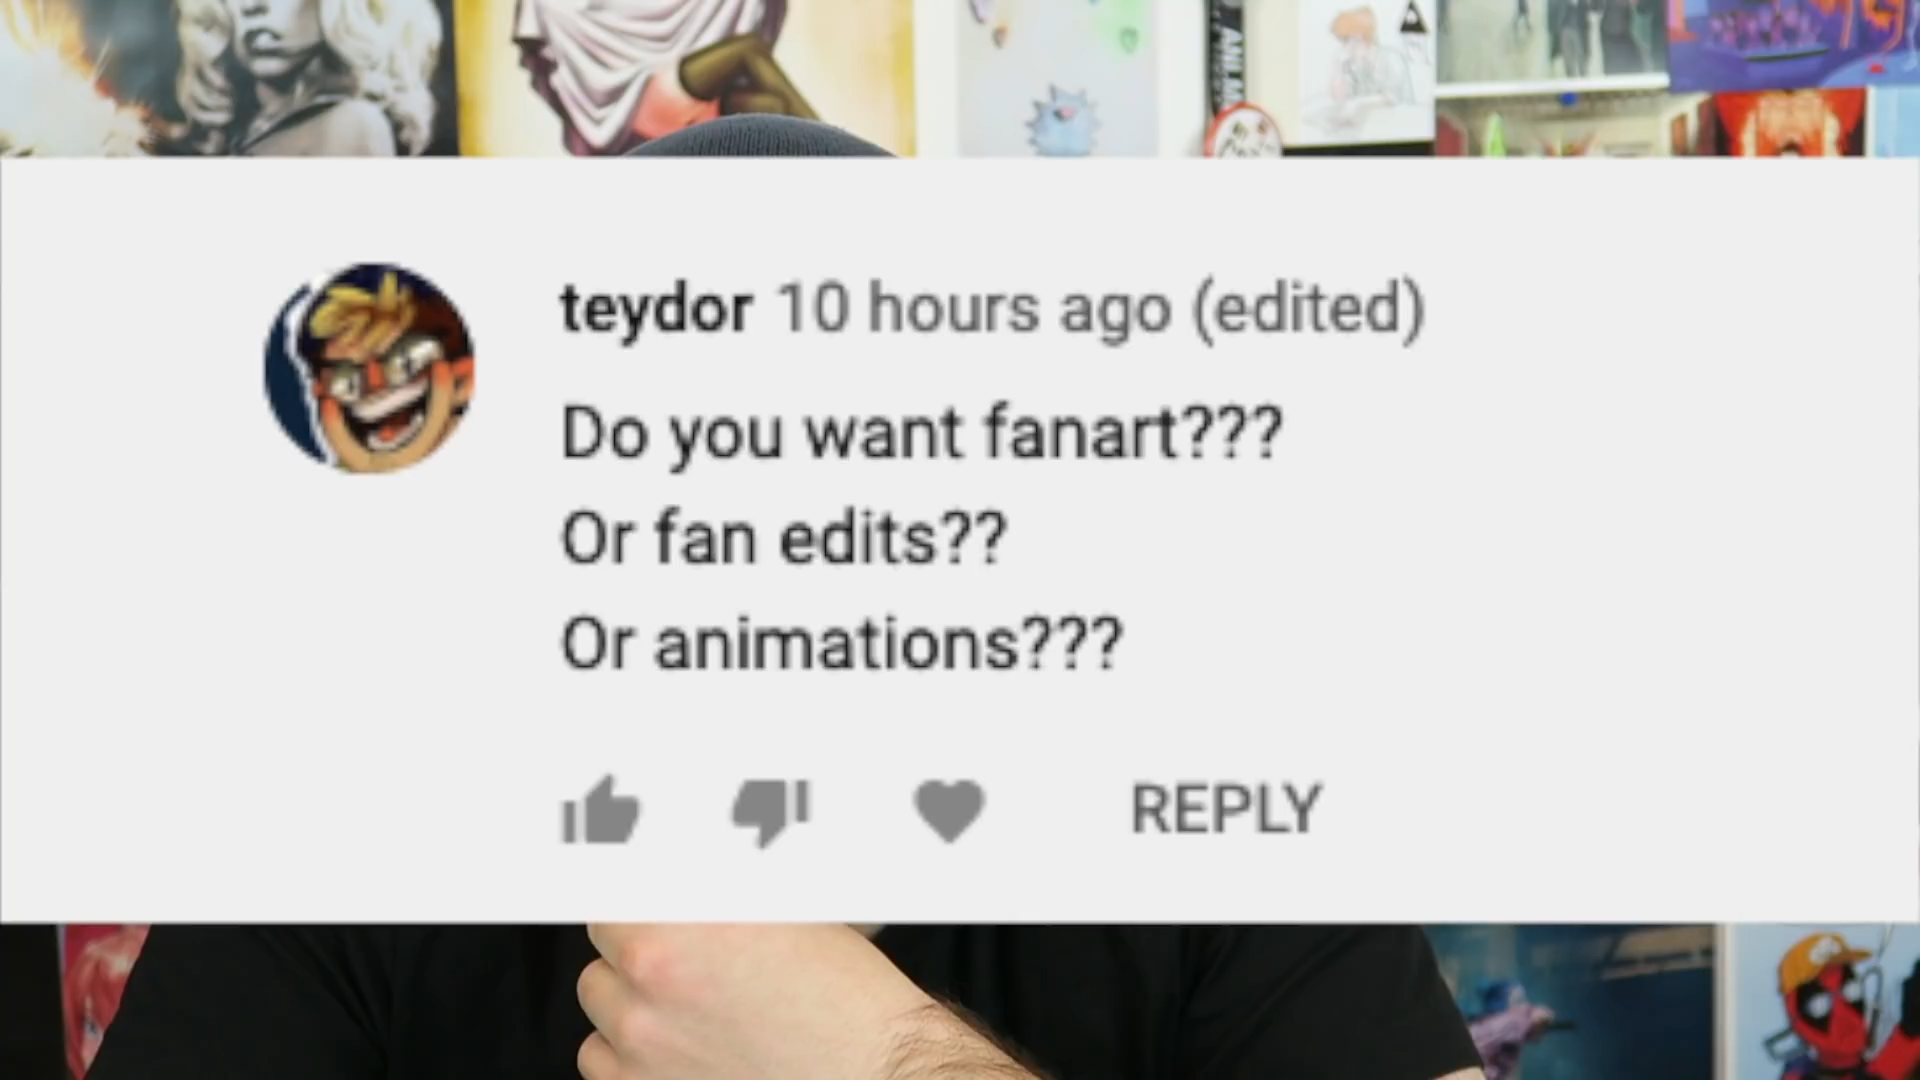 teydor 10 hours ago (edited)
Do you want fanart???
Or fan edits??
Or animations???
REPLY